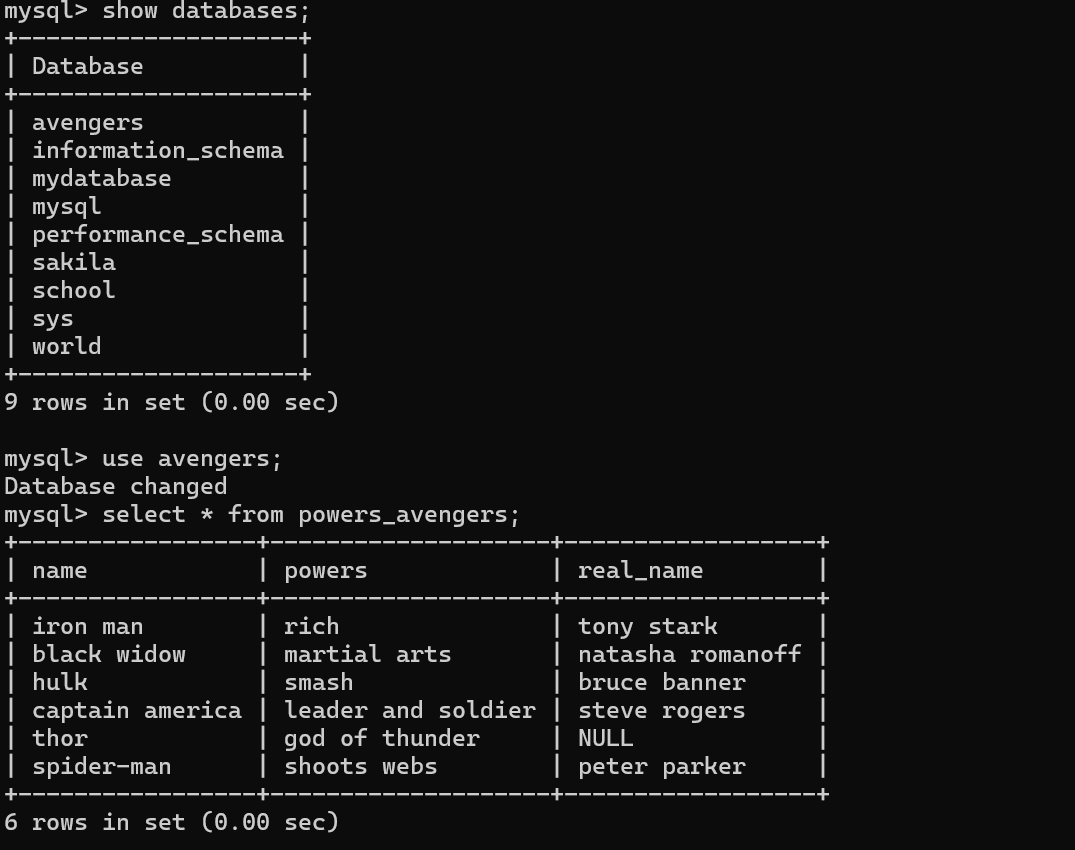 mysql> show databases;
+--------------------+
| Database           |
+--------------------+
| avengers           |
| information_schema |
| mydatabase         |
| mysql              |
| performance_schema |
| sakila             |
| school             |
| sys                |
| world              |
+--------------------+
9 rows in set (0.00 sec)

mysql> use avengers;
Database changed
mysql> select * from powers_avengers;
+-----------------+--------------------+------------------+
| name            | powers             | real_name        |
+-----------------+--------------------+------------------+
| iron man        | rich               | tony stark       |
| black widow     | martial arts       | natasha romanoff |
| hulk            | smash              | bruce banner     |
| captain america | leader and soldier | steve rogers     |
| thor            | god of thunder     | NULL             |
| spider-man      | shoots webs        | peter parker     |
+-----------------+--------------------+------------------+
6 rows in set (0.00 sec)